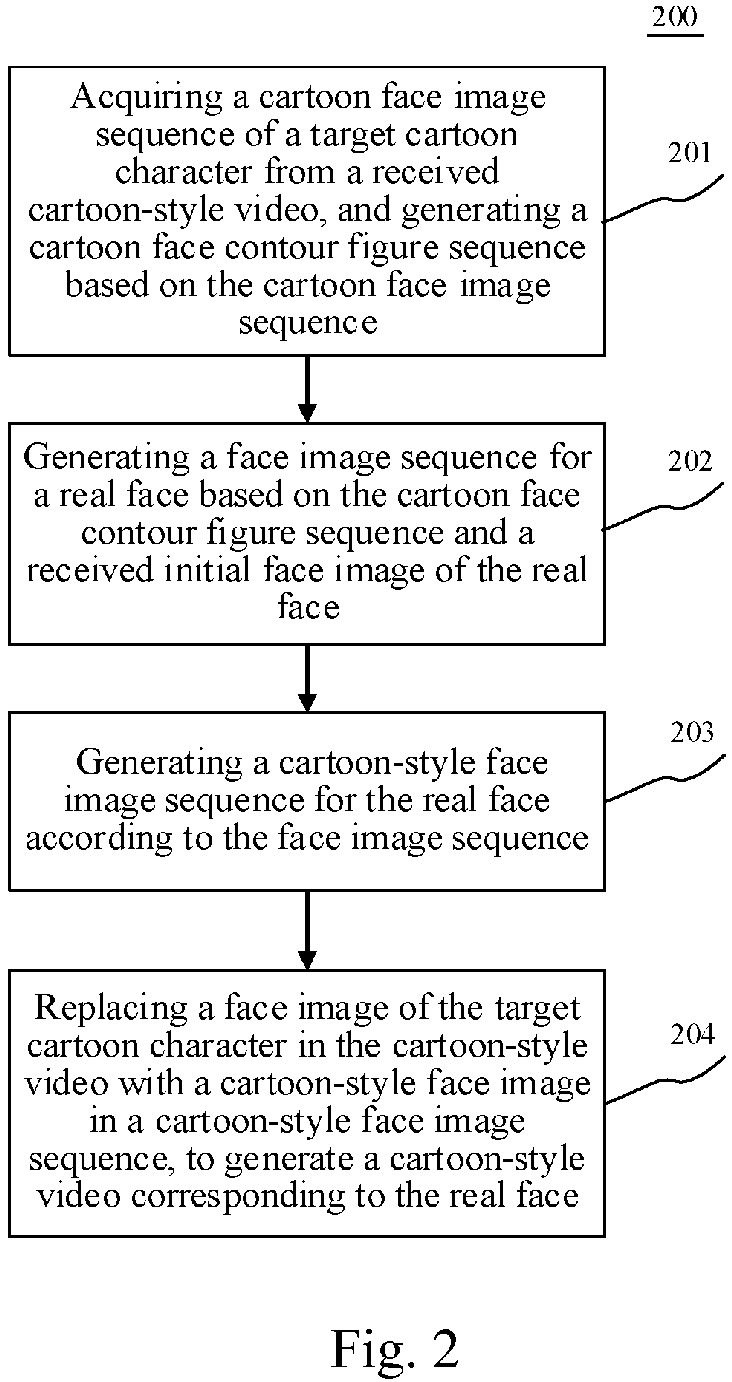 200
Acquiring a cartoon face image
sequence of a target cartoon
character from a received
cartoon-style video, and generating a
cartoon face contour figure sequence
based on the cartoon face image
sequence
201
Generating a face image sequence for
a real face based on the cartoon face
contour figure sequence and a
received initial face image of the real
face
202
Generating a cartoon-style face
image sequence for the real face
according to the face image sequence
203
Replacing a face image of the target
cartoon character in the cartoon-style
video with a cartoon-style face image
in a cartoon-style face image
sequence, to generate a cartoon-style
video corresponding to the real face
204
Fig. 2